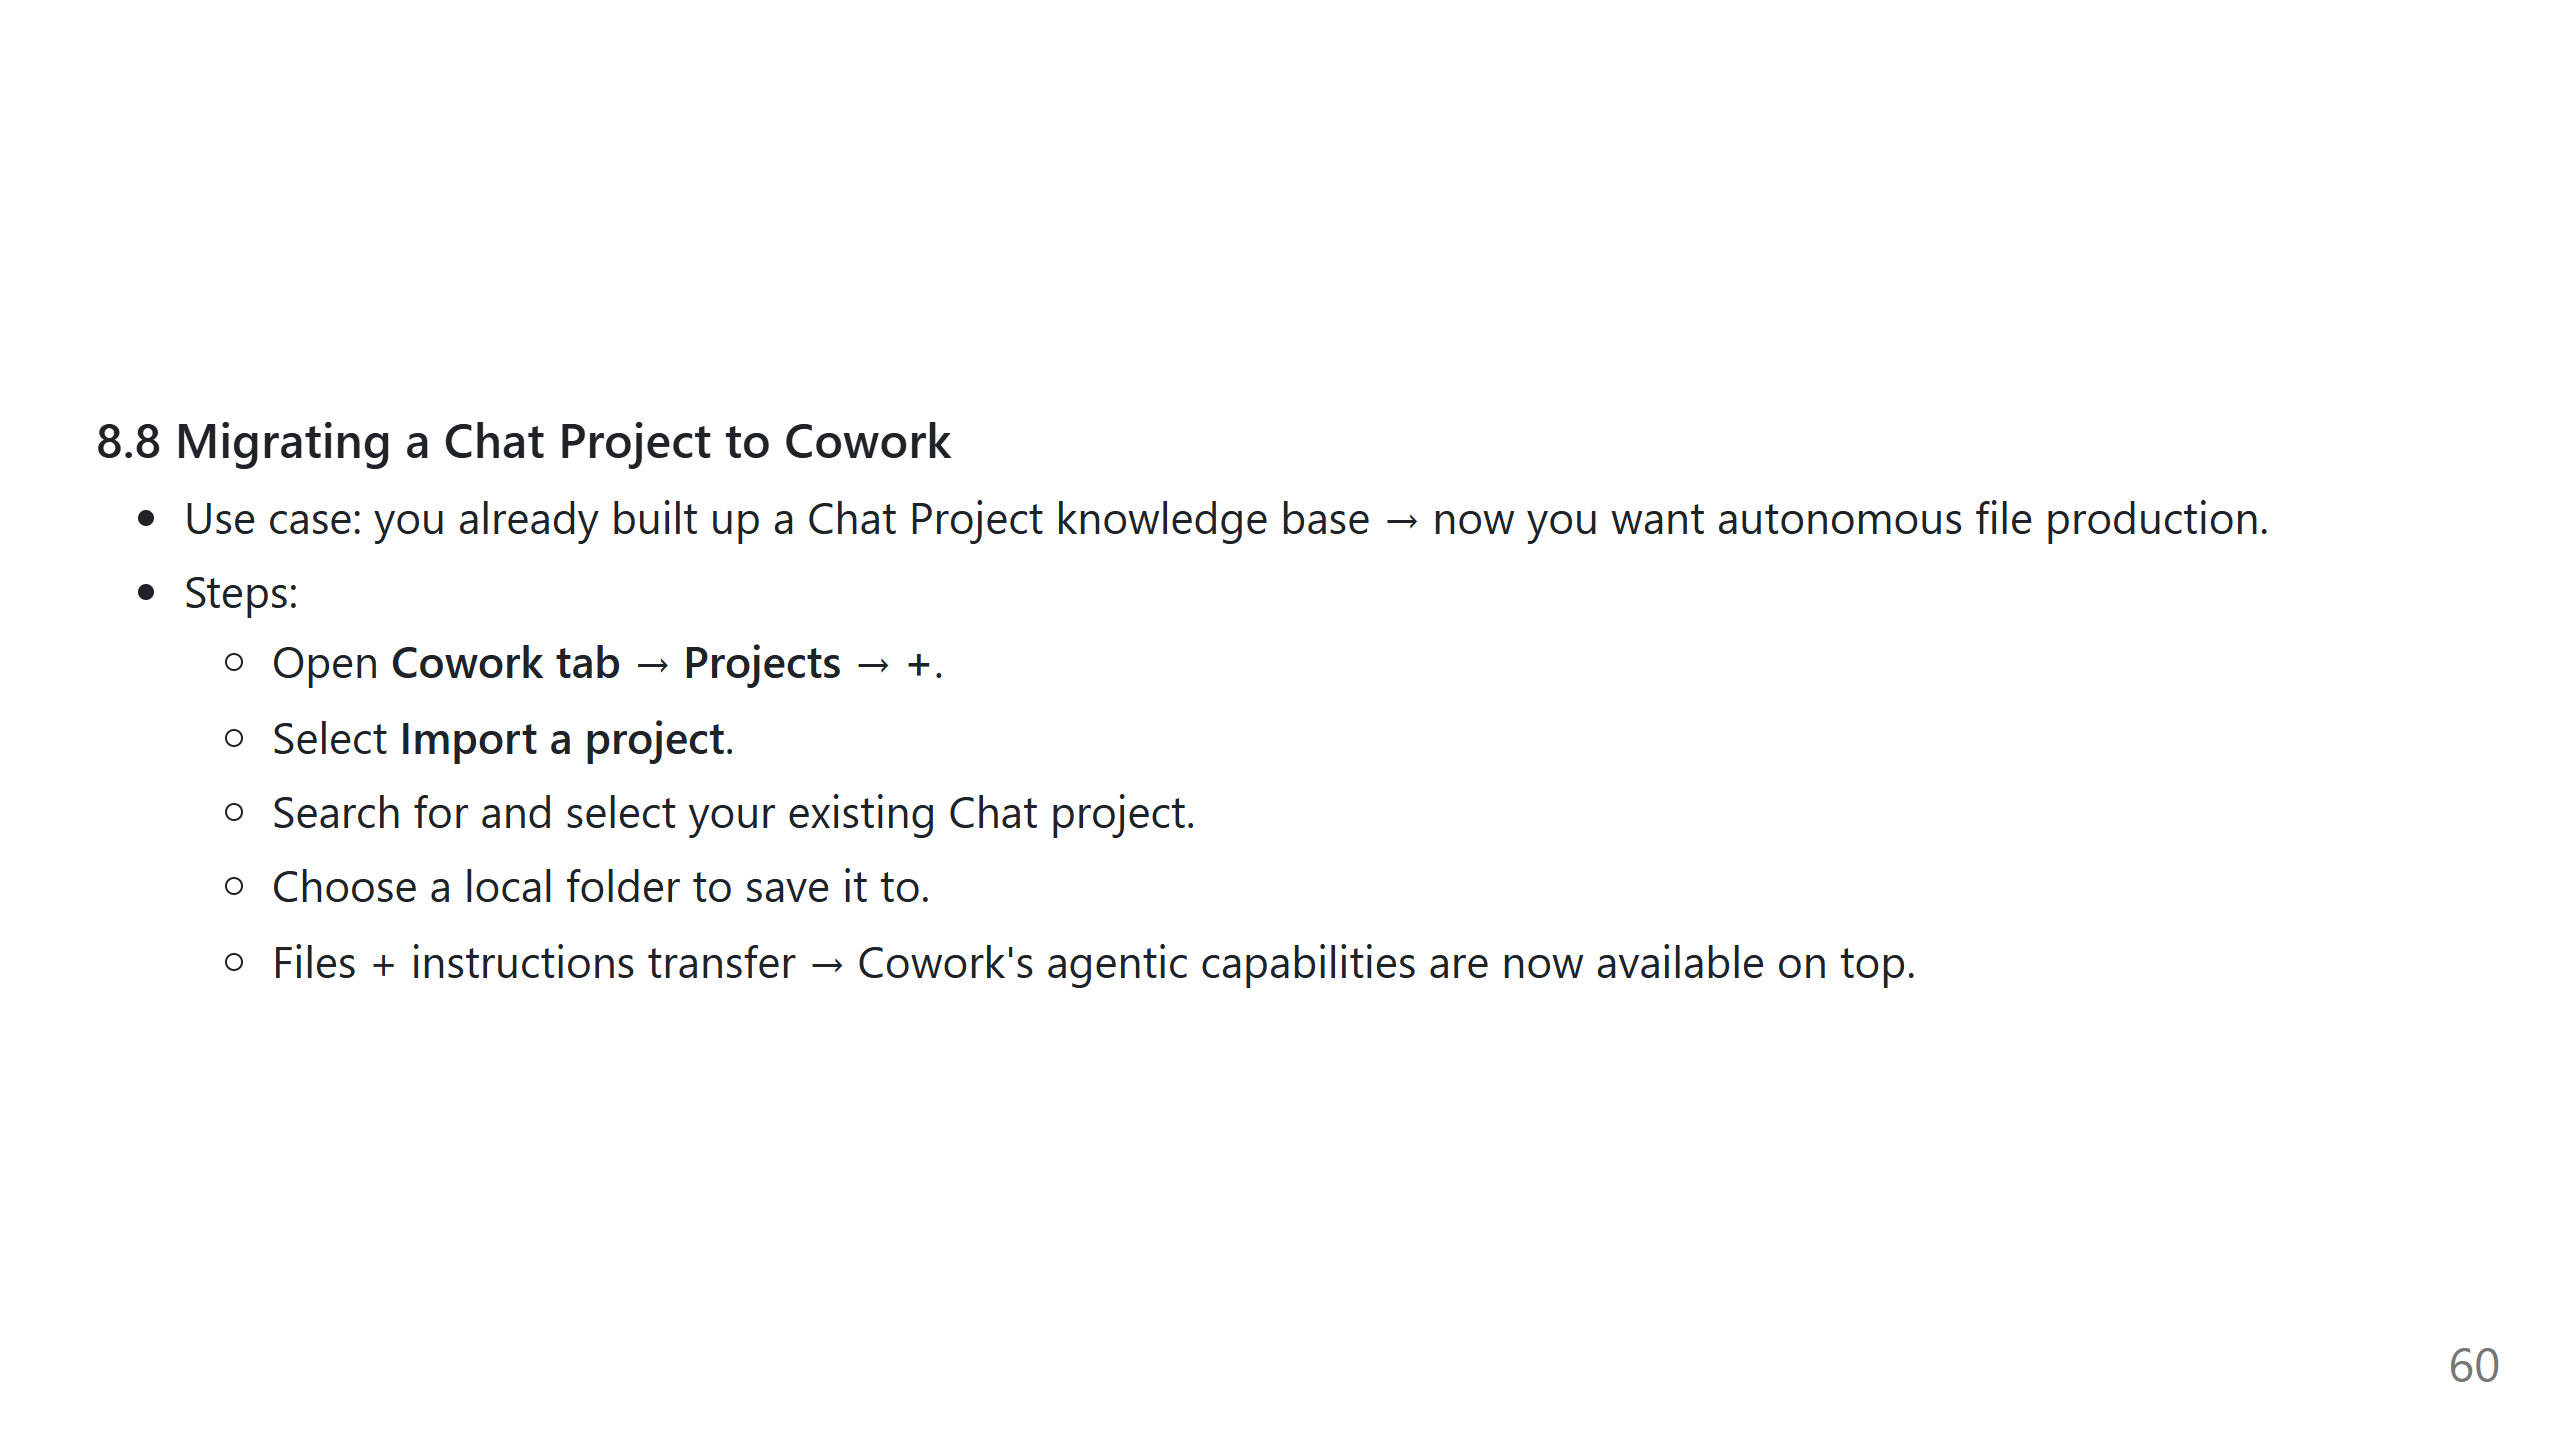 8.8 Migrating a Chat Project to Cowork
• Use case: you already built up a Chat Project knowledge base → now you want autonomous file production.
• Steps:
○ Open Cowork tab → Projects → +.
○ Select Import a project.
○ Search for and select your existing Chat project.
○ Choose a local folder to save it to.
○ Files + instructions transfer → Cowork's agentic capabilities are now available on top.
60